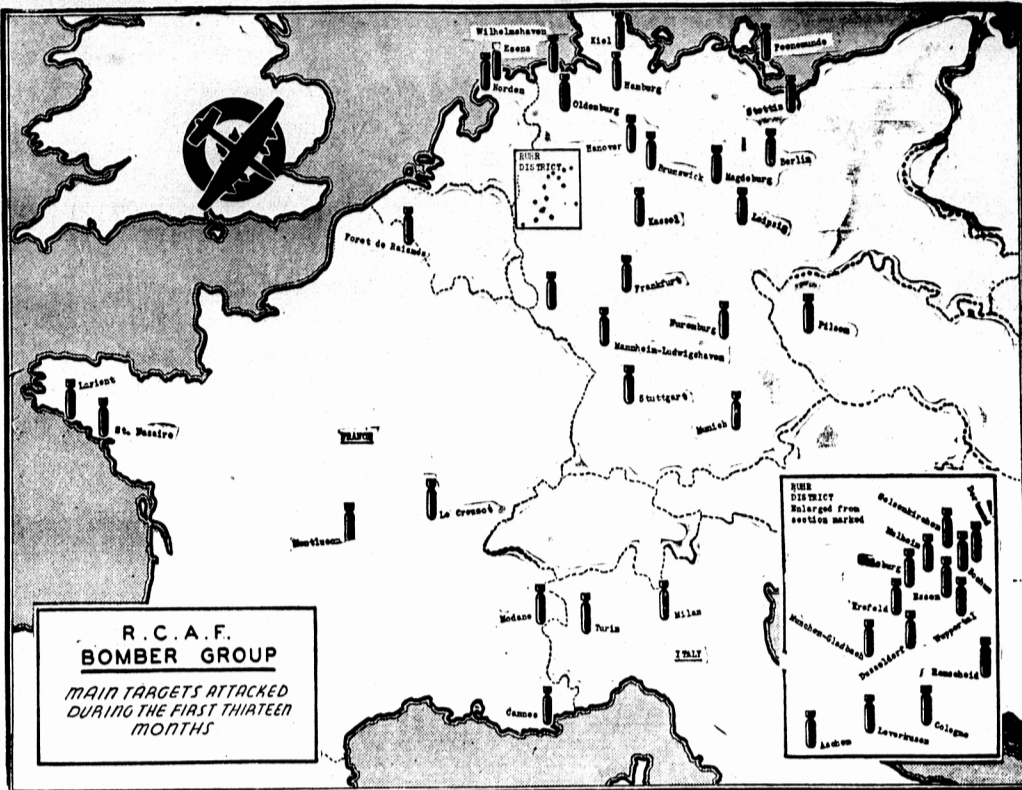 Wilhelmshaven
Esens
Norden
Kiel
Peenemunde
Hamburg
Oldenburg
Stettin
Hanover
Brunswick
Magdeburg
Berlin
RUHR
DISTRICT
Kassel
Leipzig
Foret de Raismes
Frankfurt
Nuremburg
Pilsen
Mannheim-Ludwigshaven
Stuttgart
Munich
Lorient
St. Nazaire
FRANCE
Le Creusot
Montlucon
Modane
Turin
Milan
ITALY
Cannes
RUHR
DISTRICT
Enlarged from
section marked
Gelsenkirchen
Dortmund
Mulheim
Bochum
Essen
Krefeld
Wuppertal
Munchen-Gladbach
Dusseldorf
Remscheid
Cologne
Leverkusen
Aachen
R.C.A.F.
BOMBER GROUP
MAIN TARGETS ATTACKED
DURING THE FIRST THIRTEEN
MONTHS